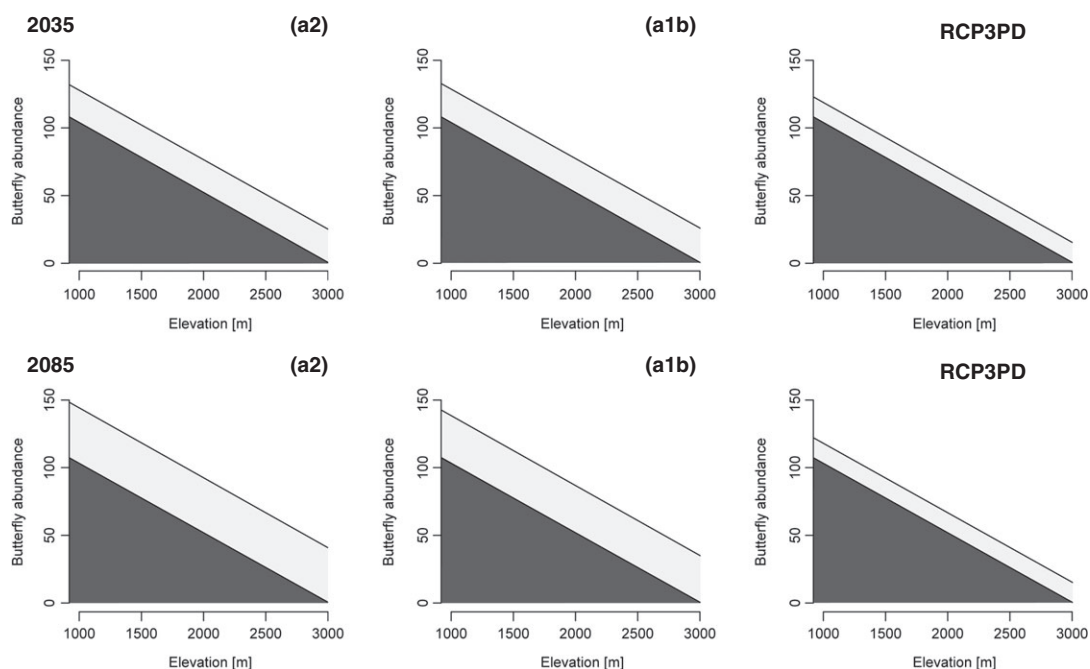 2035 (a2) (a1b) RCP3PD
150 150 150
100 100 100
50 50 50
0 0 0
Butterfly abundance Butterfly abundance Butterfly abundance
1000 1500 2000 2500 3000 1000 1500 2000 2500 3000 1000 1500 2000 2500 3000
Elevation [m] Elevation [m] Elevation [m]
2085 (a2) (a1b) RCP3PD
150 150 150
100 100 100
50 50 50
0 0 0
Butterfly abundance Butterfly abundance Butterfly abundance
1000 1500 2000 2500 3000 1000 1500 2000 2500 3000 1000 1500 2000 2500 3000
Elevation [m] Elevation [m] Elevation [m]